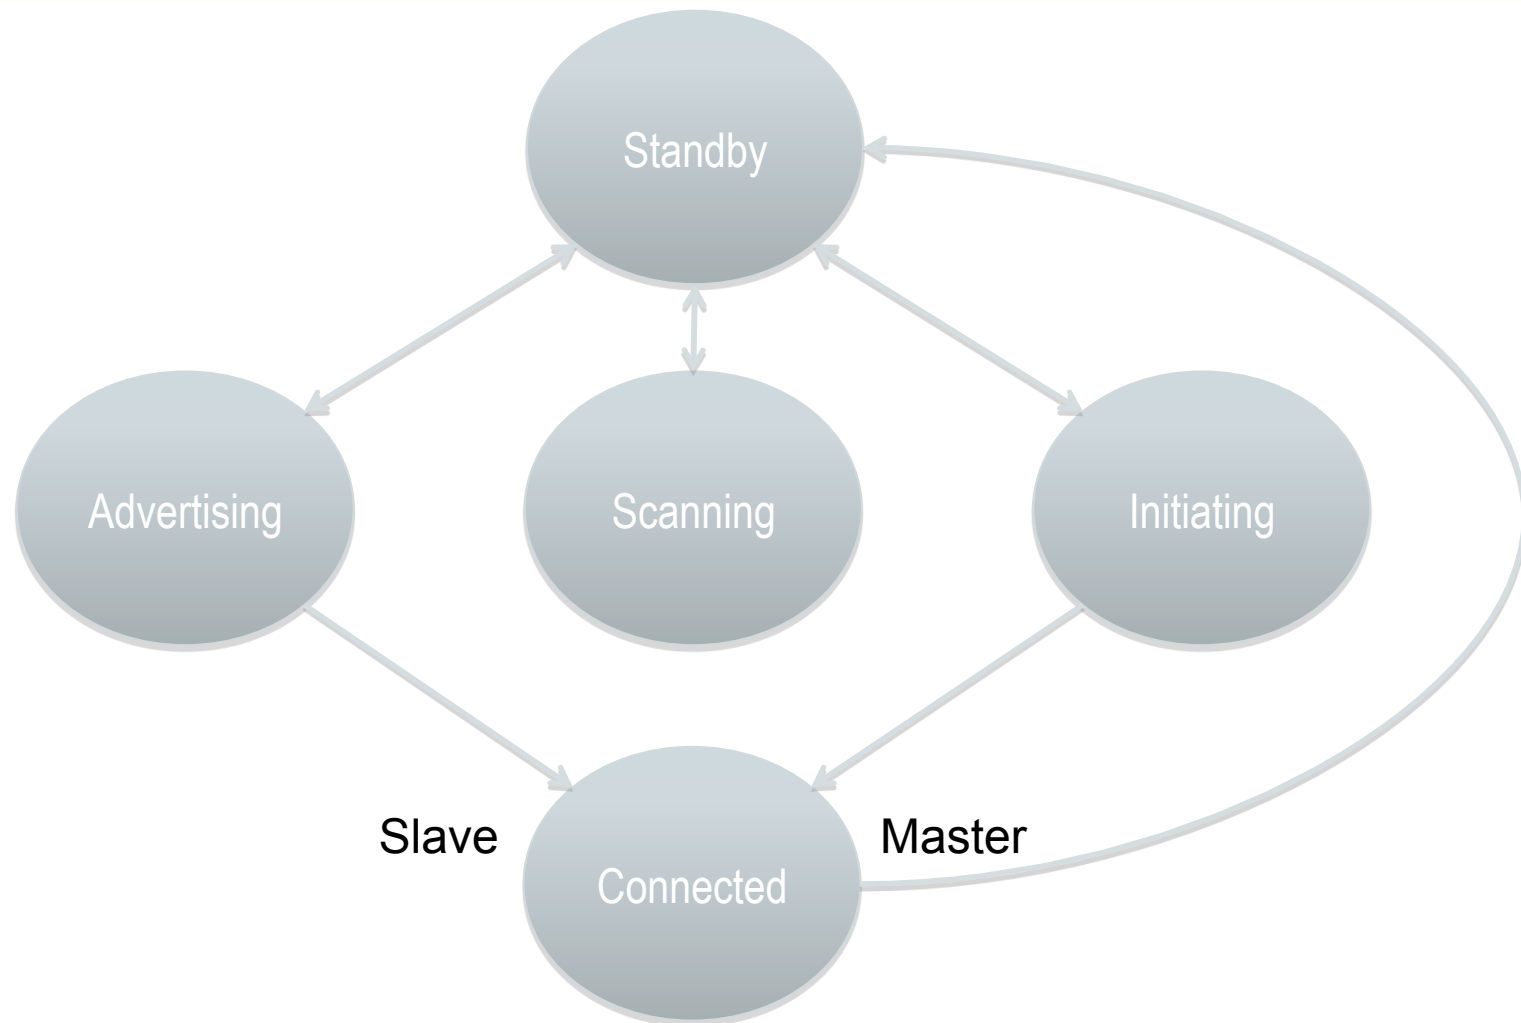 Standby
Advertising
Scanning
Initiating
Slave
Master
Connected